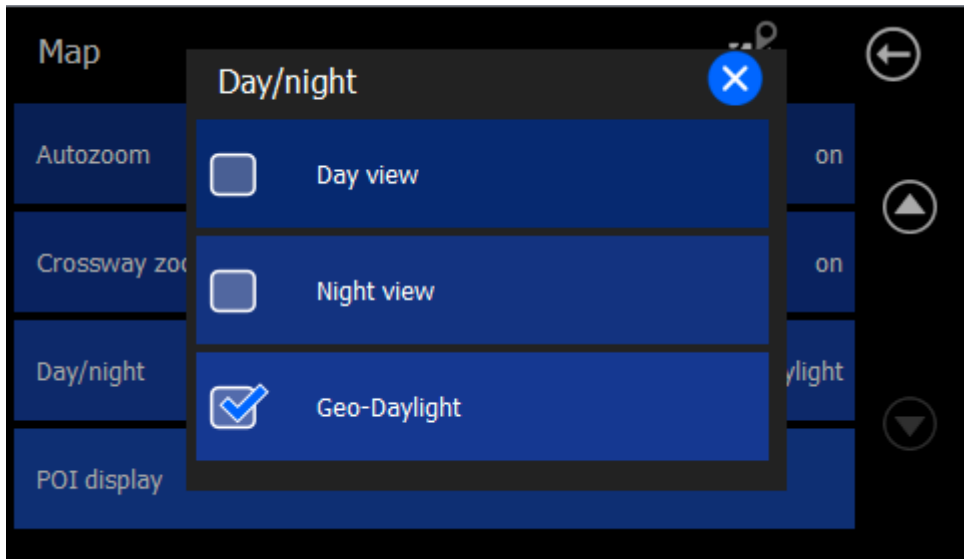 Map
Day/night
Autozoom
on
Day view
Crossway zoo
on
Night view
Day/night
ylight
Geo-Daylight
POI display